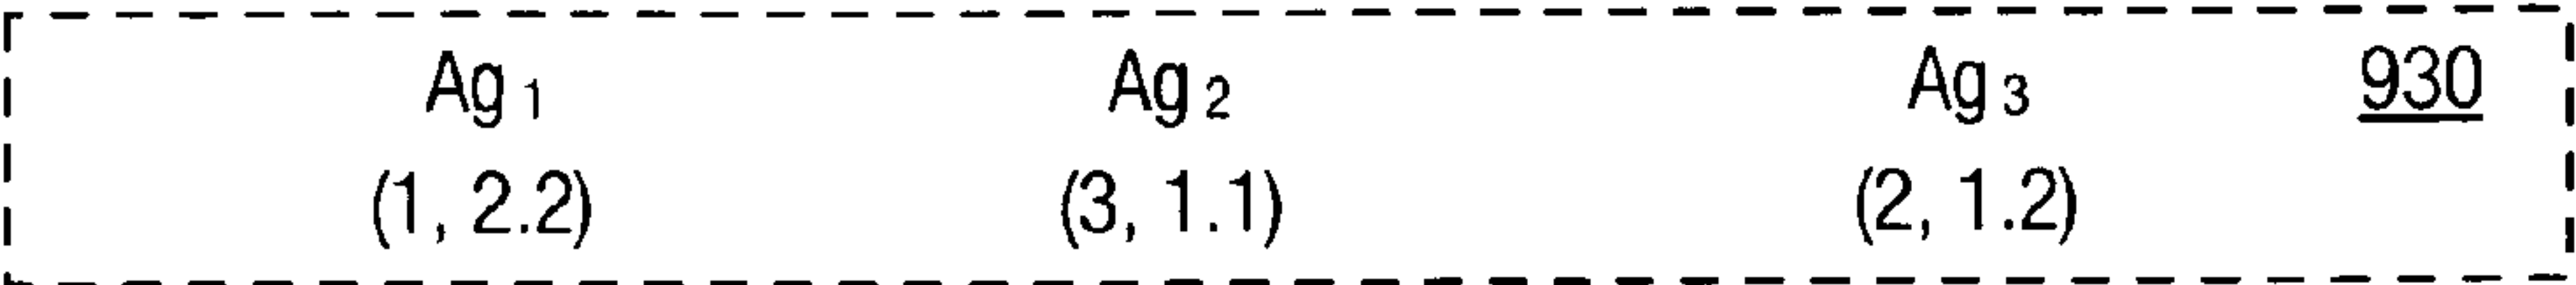 Ag₁ Ag₂ Ag₃ 930
(1, 2.2) (3, 1.1) (2, 1.2)